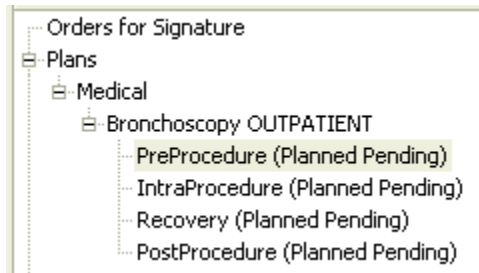 Orders for Signature
Plans
Medical
Bronchoscopy OUTPATIENT
PreProcedure (Planned Pending)
IntraProcedure (Planned Pending)
Recovery (Planned Pending)
PostProcedure (Planned Pending)